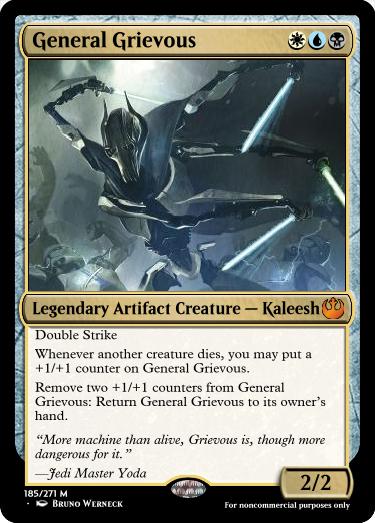 General Grievous
Legendary Artifact Creature — Kaleesh
Double Strike
Whenever another creature dies, you may put a
+1/+1 counter on General Grievous.
Remove two +1/+1 counters from General
Grievous: Return General Grievous to its owner's
hand.
“More machine than alive, Grievous is, though more
dangerous for it.”
—Jedi Master Yoda
2/2
185/271 M
· Bruno Werneck
For noncommercial purposes only